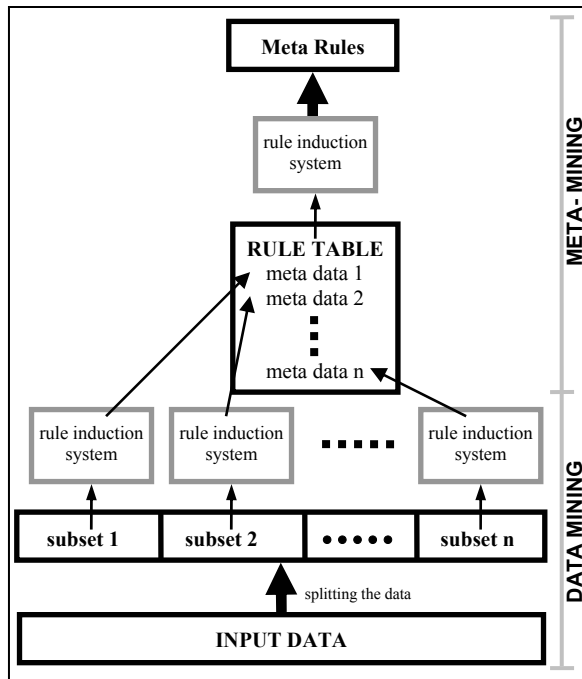 Meta Rules
rule induction
system
RULE TABLE
meta data 1
meta data 2
meta data n
rule induction
system
rule induction
system
rule induction
system
subset 1
subset 2
subset n
splitting the data
INPUT DATA
META- MINING
DATA MINING